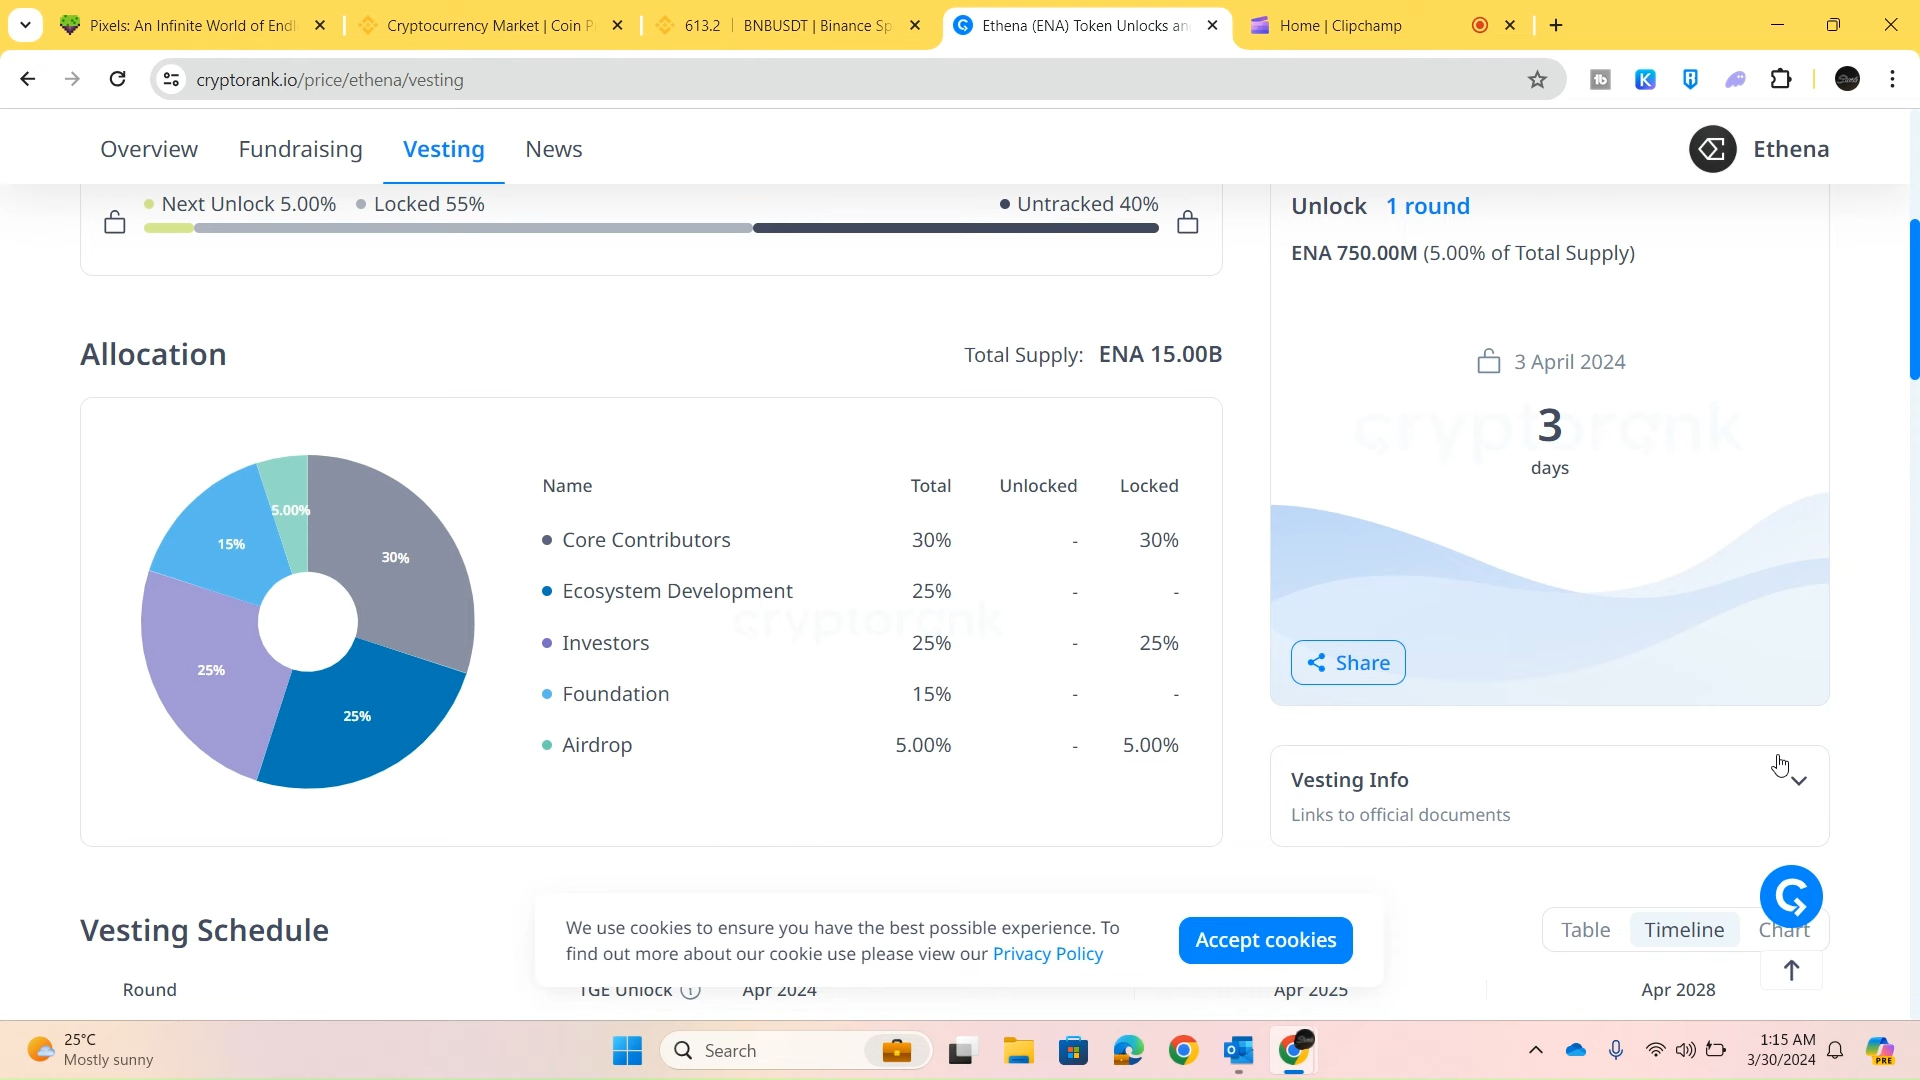 Pixels: An Infinite World of Endl
Cryptocurrency Market | Coin P
613.2 | BNBUSDT | Binance Sp
Ethena (ENA) Token Unlocks an
Home | Clipchamp
cryptorank.io/price/ethena/vesting
Overview Fundraising Vesting News
Ethena
Next Unlock 5.00% Locked 55% Untracked 40%
Unlock 1 round
ENA 750.00M (5.00% of Total Supply)
3 April 2024
3
days
cryptorank
Share
Allocation
Total Supply: ENA 15.00B
5.00%
15%
30%
25%
25%
Name Total Unlocked Locked
Core Contributors 30% - 30%
Ecosystem Development 25% - -
Investors 25% - 25%
Foundation 15% - -
Airdrop 5.00% - 5.00%
cryptorank
Vesting Info
Links to official documents
Vesting Schedule
Table Timeline Chart
We use cookies to ensure you have the best possible experience. To
find out more about our cookie use please view our Privacy Policy
Accept cookies
Round TGE Unlock Apr 2024 Apr 2025 Apr 2028
25°C
Mostly sunny
Search
1:15 AM
3/30/2024
PRE